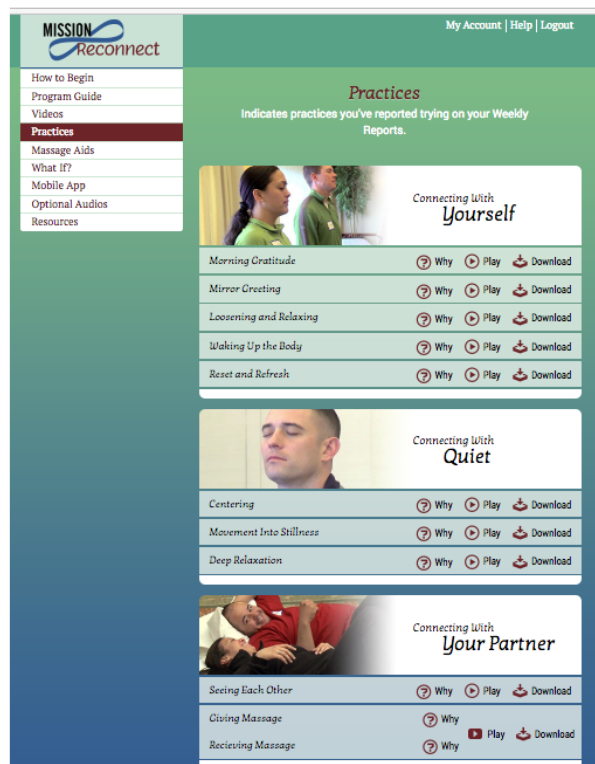 MISSION
Reconnect
My Account | Help | Logout
How to Begin
Program Guide
Videos
Practices
Massage Aids
What If?
Mobile App
Optional Audios
Resources
Practices
Indicates practices you've reported trying on your Weekly
Reports.
Connecting With
Yourself
Morning Gratitude Why Play Download
Mirror Greeting Why Play Download
Loosening and Relaxing Why Play Download
Waking Up the Body Why Play Download
Reset and Refresh Why Play Download
Connecting With
Quiet
Centering Why Play Download
Movement Into Stillness Why Play Download
Deep Relaxation Why Play Download
Connecting With
Your Partner
Seeing Each Other Why Play Download
Giving Massage Why
Play Download
Recieving Massage Why